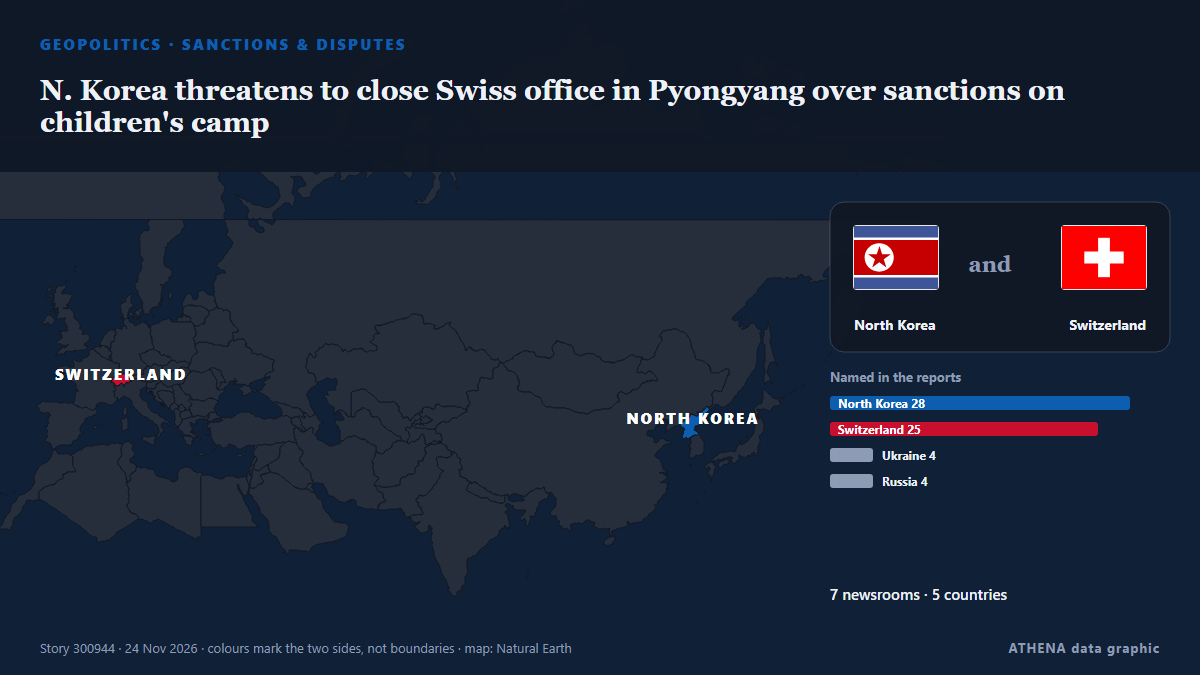 GEOPOLITICS · SANCTIONS & DISPUTES
N. Korea threatens to close Swiss office in Pyongyang over sanctions on
children's camp
SWITZERLAND
NORTH KOREA
and
North Korea
Switzerland
Named in the reports
North Korea 28
Switzerland 25
Ukraine 4
Russia 4
7 newsrooms · 5 countries
Story 300944 · 24 Nov 2026 · colours mark the two sides, not boundaries · map: Natural Earth
ATHENA data graphic